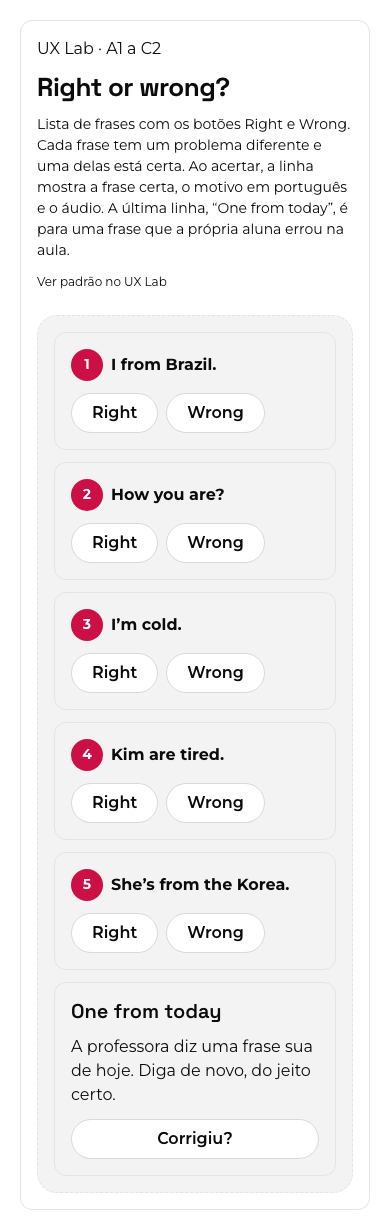 UX Lab · A1 a C2
Right or wrong?
Lista de frases com os botões Right e Wrong.
Cada frase tem um problema diferente e
uma delas está certa. Ao acertar, a linha
mostra a frase certa, o motivo em português
e o áudio. A última linha, “One from today”, é
para uma frase que a própria aluna errou na
aula.
Ver padrão no UX Lab
1 I from Brazil.
Right Wrong
2 How you are?
Right Wrong
3 I’m cold.
Right Wrong
4 Kim are tired.
Right Wrong
5 She’s from the Korea.
Right Wrong
One from today
A professora diz uma frase sua
de hoje. Diga de novo, do jeito
certo.
Corrigiu?